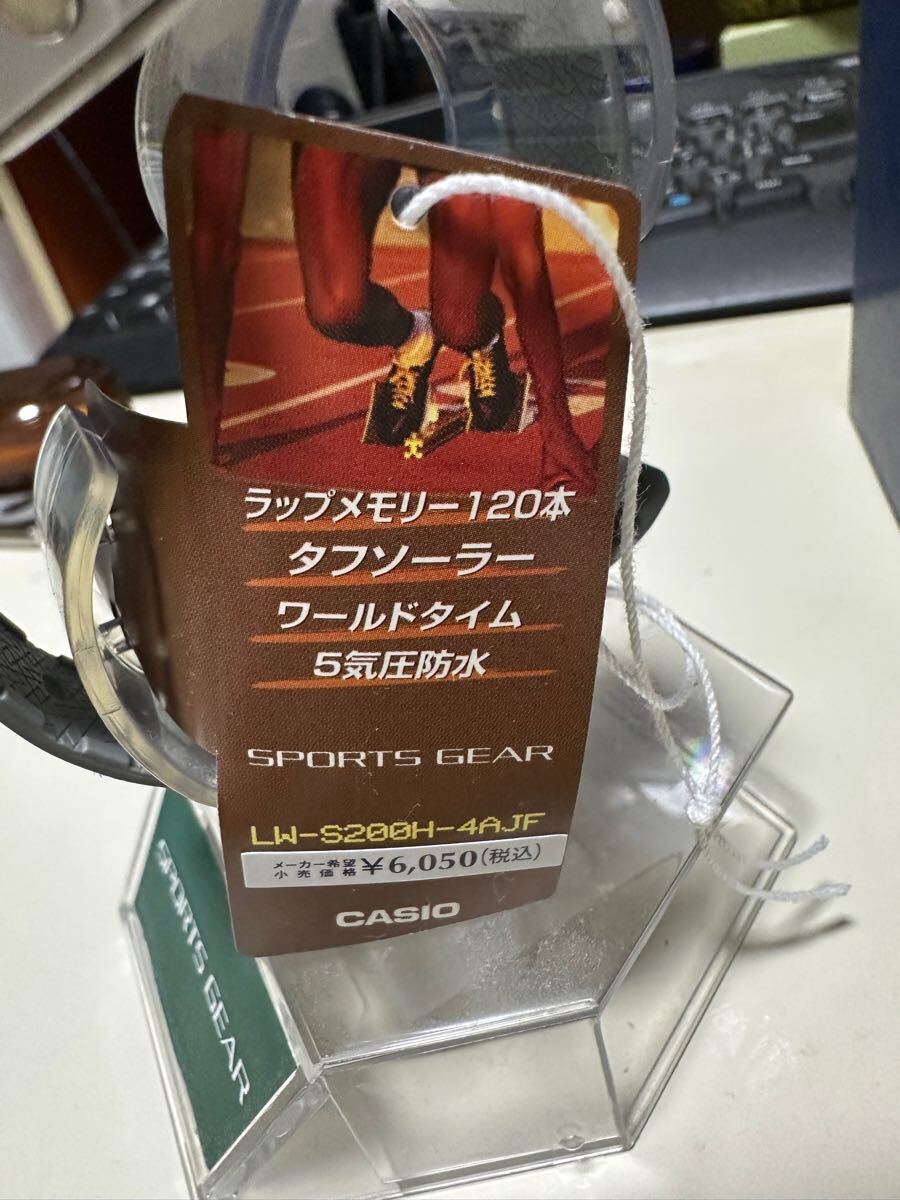 ラップメモリー120本
タフソーラー
ワールドタイム
5気圧防水
SPORTS GEAR
LW-S200H-4AJF
メーカー希望
小売価格 ¥6,050(税込)
CASIO
SPORTS GEAR